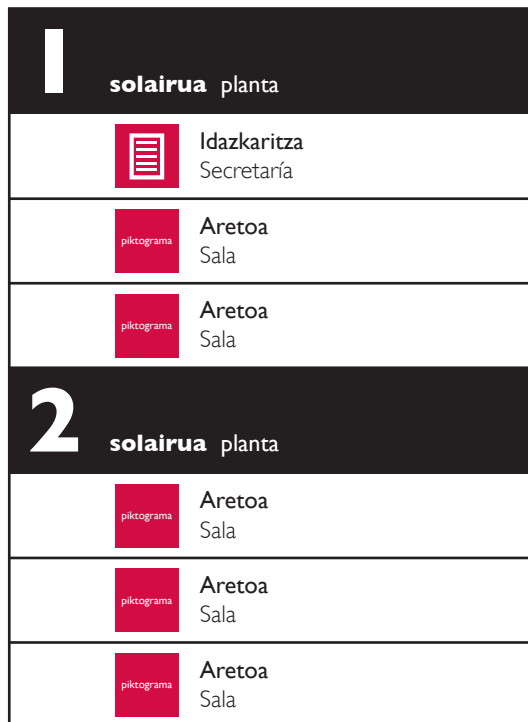 1 solairua planta
Idazkaritza
Secretaría
piktograma
Aretoa
Sala
piktograma
Aretoa
Sala
2 solairua planta
piktograma
Aretoa
Sala
piktograma
Aretoa
Sala
piktograma
Aretoa
Sala